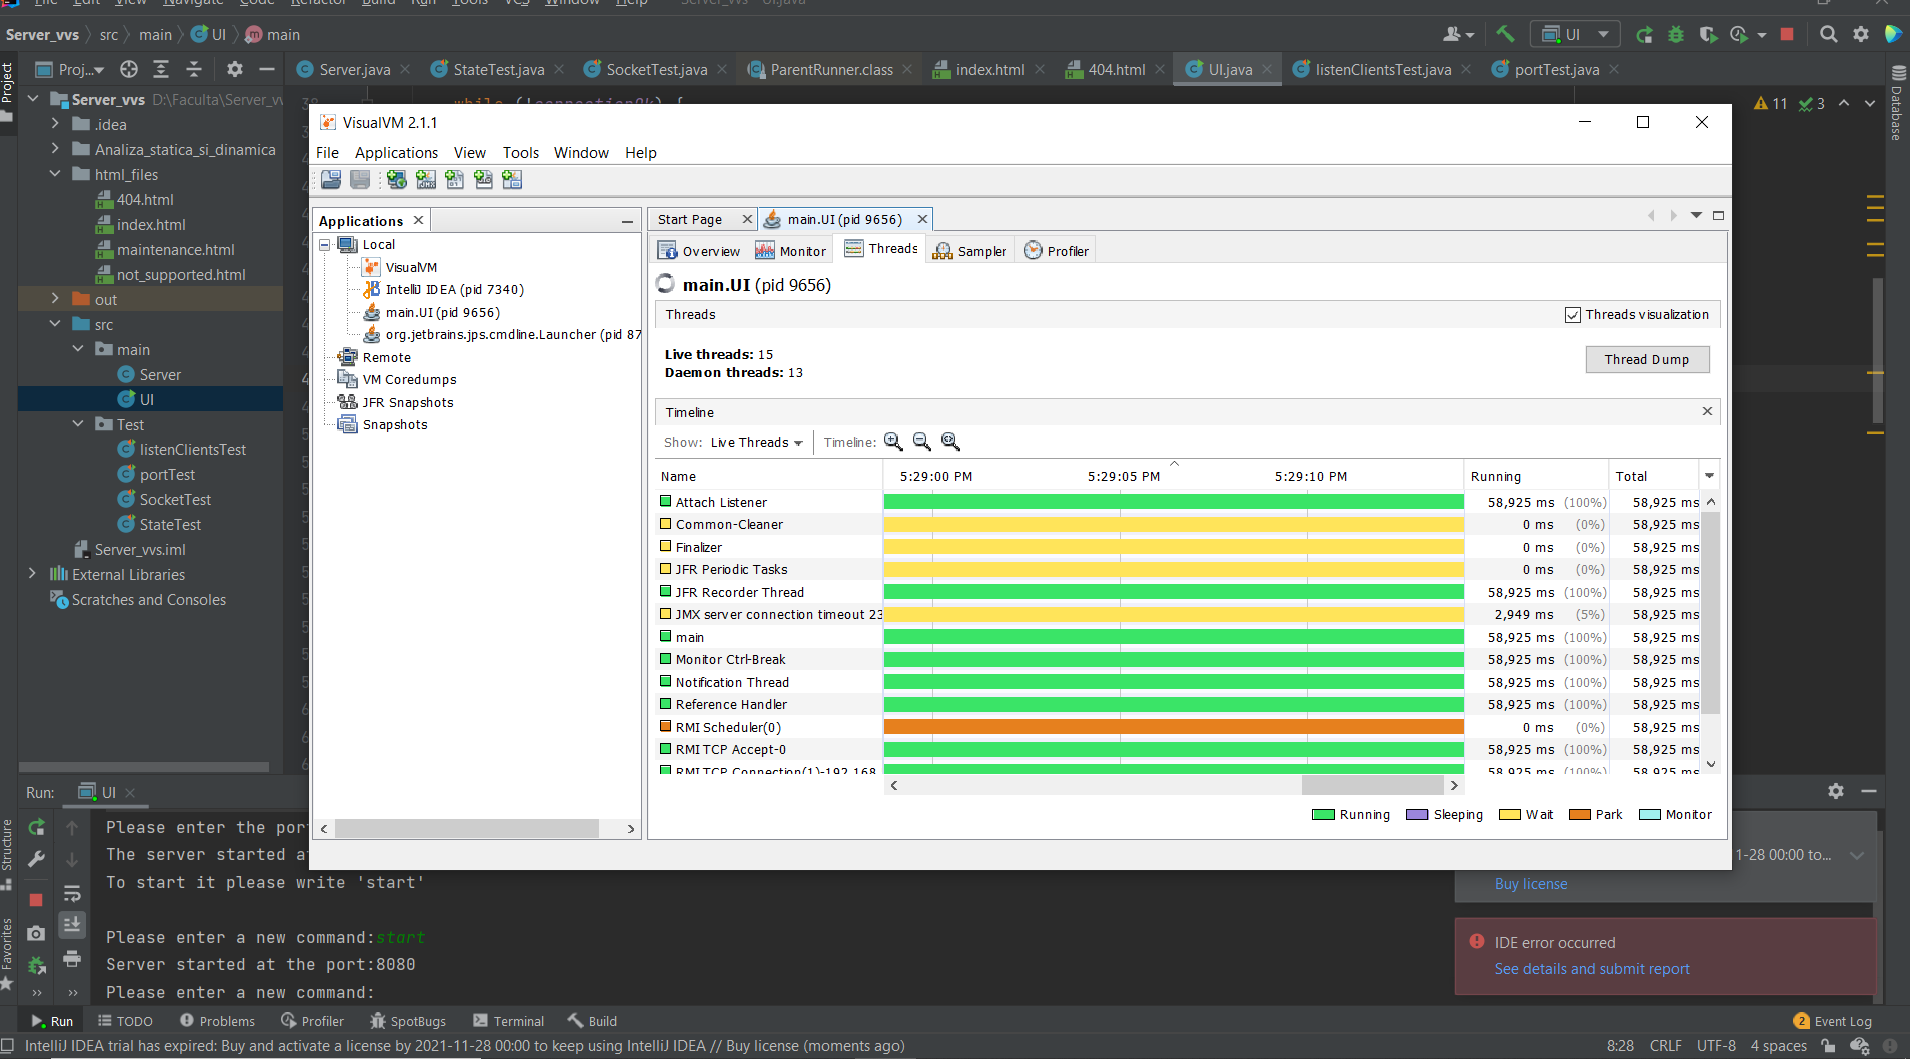 File Edit View Navigate Code Refactor Build Run Tools VCS Window Help Server_vvs - UI.java
Server_vvs src main UI main
UI
Project
Proj...
Server.java StateTest.java SocketTest.java ParentRunner.class index.html 404.html UI.java listenClientsTest.java portTest.java
Database
Server_vvs D:\Faculta\Server_vv
.idea
Analiza_statica_si_dinamica
html_files
404.html
index.html
maintenance.html
not_supported.html
out
src
main
Server
UI
Test
listenClientsTest
portTest
SocketTest
StateTest
Server_vvs.iml
External Libraries
Scratches and Consoles
38 while (!connectionOk) {
11 3
VisualVM 2.1.1
File Applications View Tools Window Help
Applications
Local
VisualVM
IntelliJ IDEA (pid 7340)
main.UI (pid 9656)
org.jetbrains.jps.cmdline.Launcher (pid 87
Remote
VM Coredumps
JFR Snapshots
Snapshots
Start Page main.UI (pid 9656)
Overview Monitor Threads Sampler Profiler
main.UI (pid 9656)
Threads Threads visualization
Live threads: 15
Daemon threads: 13
Thread Dump
Timeline
Show: Live Threads Timeline:
Name 5:29:00 PM 5:29:05 PM 5:29:10 PM Running Total
Attach Listener 58,925 ms (100%) 58,925 ms
Common-Cleaner 0 ms (0%) 58,925 ms
Finalizer 0 ms (0%) 58,925 ms
JFR Periodic Tasks 0 ms (0%) 58,925 ms
JFR Recorder Thread 58,925 ms (100%) 58,925 ms
JMX server connection timeout 23 2,949 ms (5%) 58,925 ms
main 58,925 ms (100%) 58,925 ms
Monitor Ctrl-Break 58,925 ms (100%) 58,925 ms
Notification Thread 58,925 ms (100%) 58,925 ms
Reference Handler 58,925 ms (100%) 58,925 ms
RMI Scheduler(0) 0 ms (0%) 58,925 ms
RMI TCP Accept-0 58,925 ms (100%) 58,925 ms
RMI TCP Connection(1)-192.168 58,925 ms (100%) 58,925 ms
Running Sleeping Wait Park Monitor
Run: UI
Structure
Favorites
Please enter the por
The server started a
To start it please write 'start'
Please enter a new command:start
Server started at the port:8080
Please enter a new command:
1-28 00:00 to...
Buy license
IDE error occurred
See details and submit report
Run TODO Problems Profiler SpotBugs Terminal Build 2 Event Log
IntelliJ IDEA trial has expired: Buy and activate a license by 2021-11-28 00:00 to keep using IntelliJ IDEA // Buy license (moments ago) 8:28 CRLF UTF-8 4 spaces